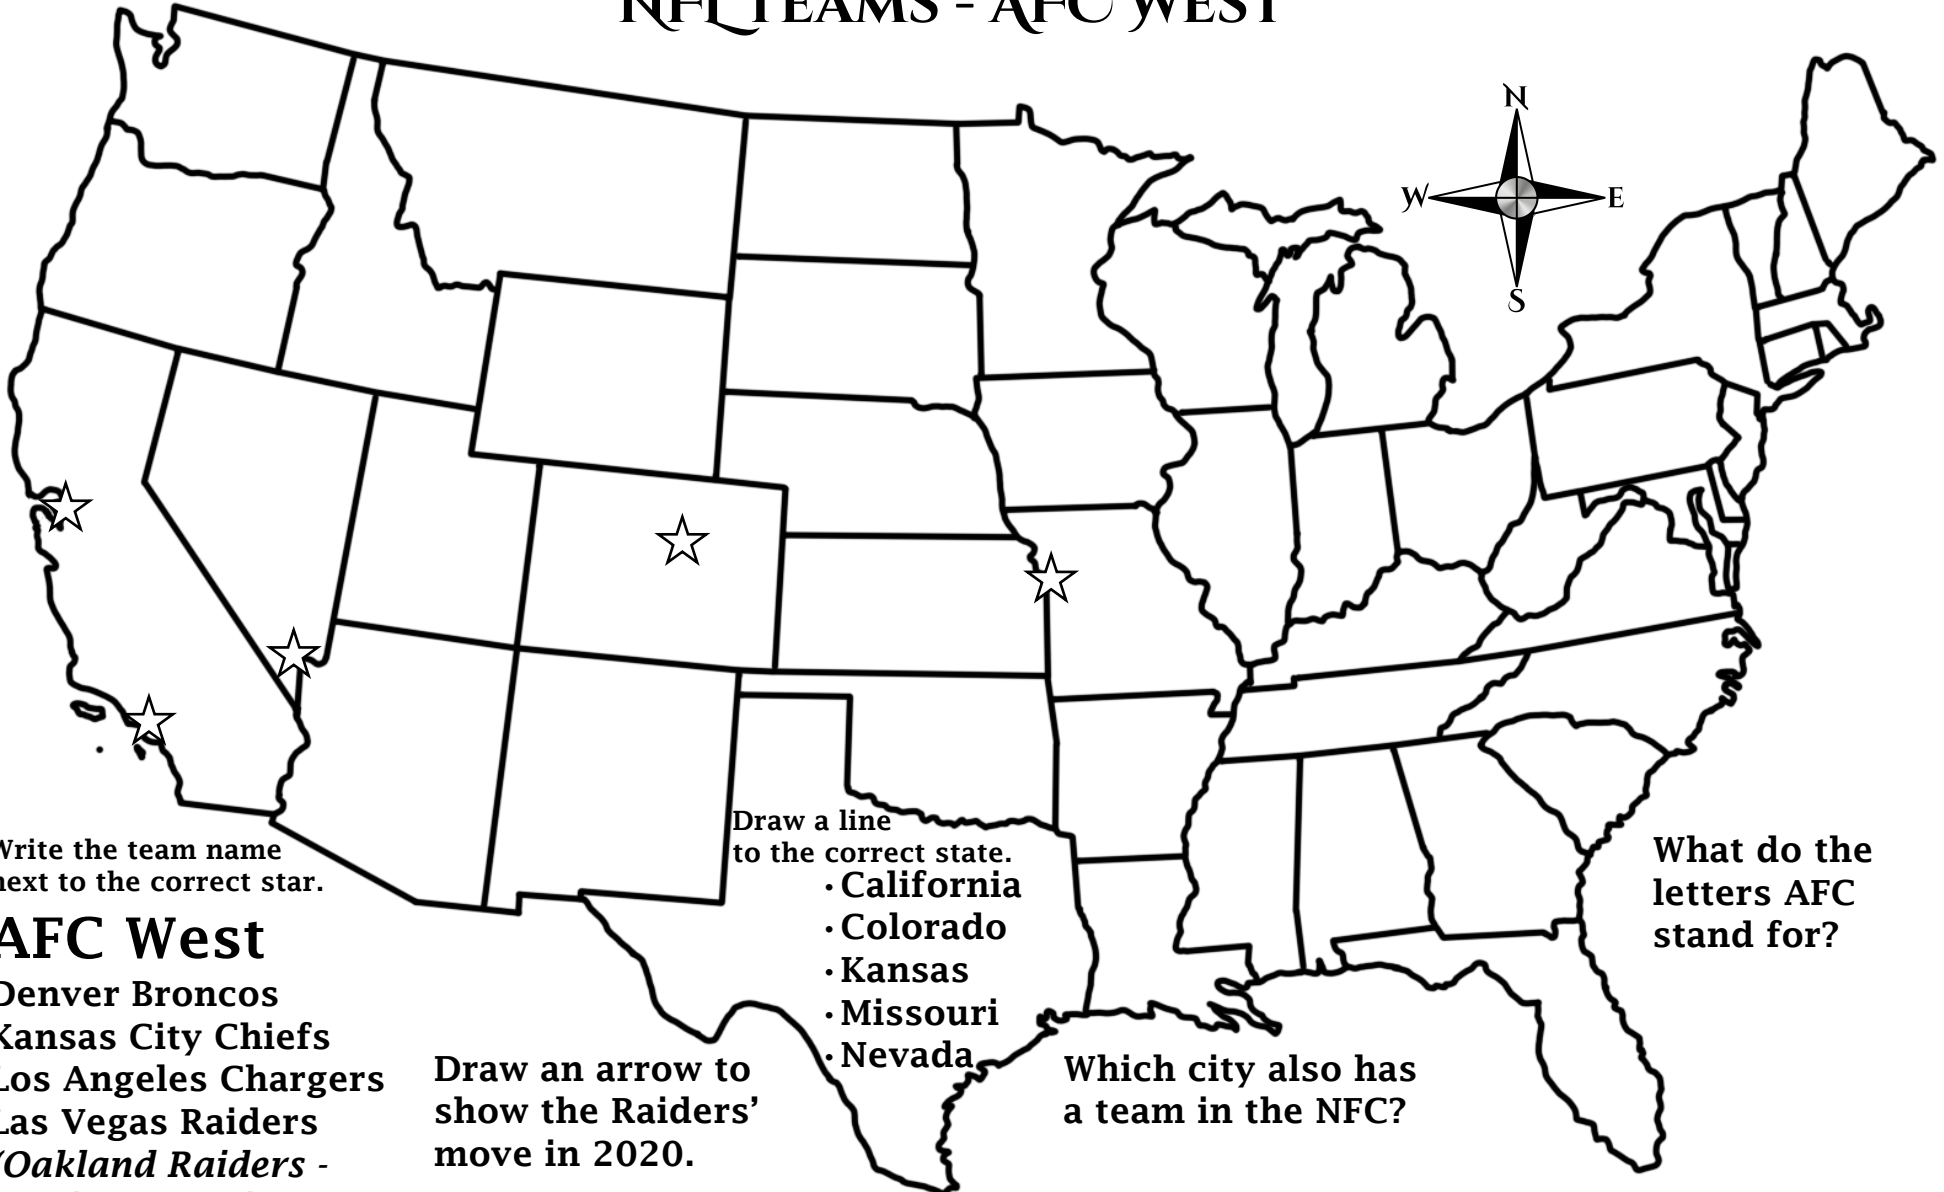 NFL TEAMS - AFC WEST
N
W E
S
Draw a line
to the correct state.
· California
· Colorado
· Kansas
· Missouri
· Nevada
Write the team name
next to the correct star.
AFC West
Denver Broncos
Kansas City Chiefs
Los Angeles Chargers
Las Vegas Raiders
(Oakland Raiders -
Draw an arrow to
show the Raiders’
move in 2020.
Which city also has
a team in the NFC?
What do the
letters AFC
stand for?